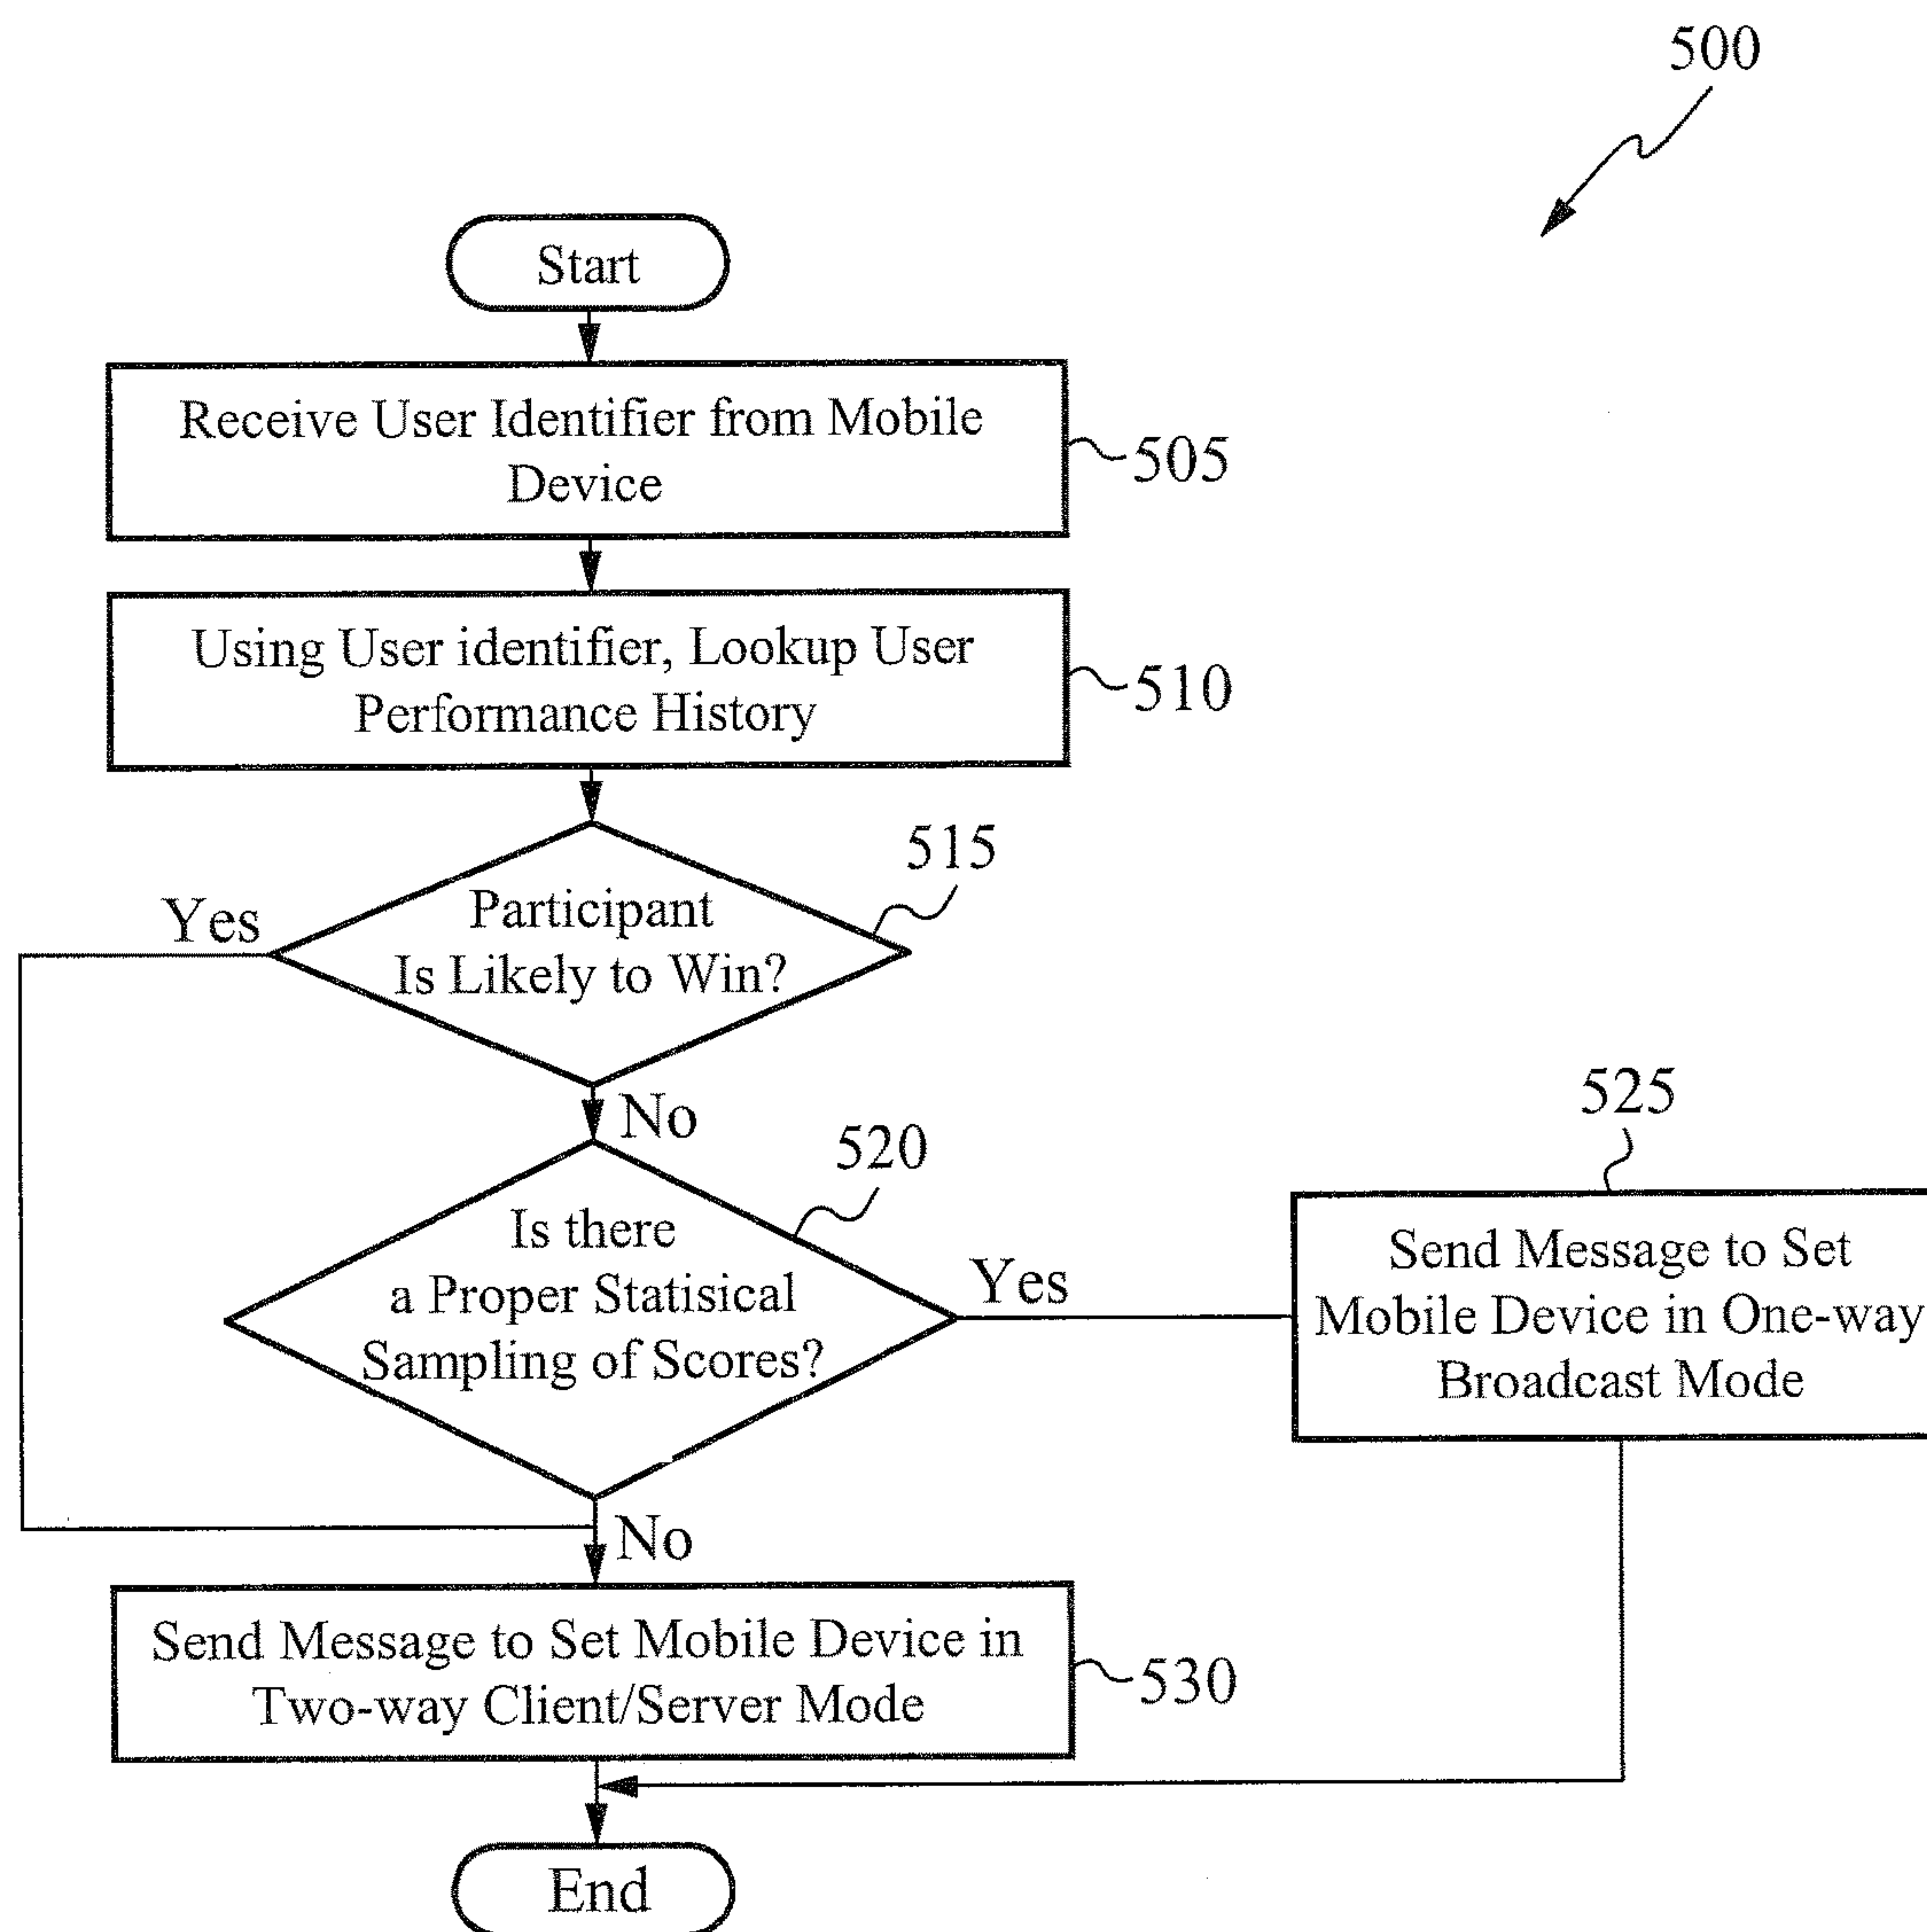 500
Start
Receive User Identifier from Mobile
Device
505
Using User identifier, Lookup User
Performance History
510
515
Yes
Participant
Is Likely to Win?
No
520
525
Is there
a Proper Statisical
Sampling of Scores?
Yes
Send Message to Set
Mobile Device in One-way
Broadcast Mode
No
Send Message to Set Mobile Device in
Two-way Client/Server Mode
530
End